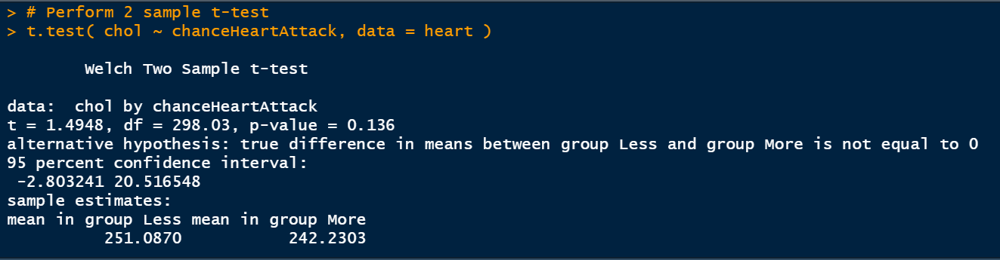 > # Perform 2 sample t-test
> t.test( chol ~ chanceHeartAttack, data = heart )
Welch Two Sample t-test
data:  chol by chanceHeartAttack
t = 1.4948, df = 298.03, p-value = 0.136
alternative hypothesis: true difference in means between group Less and group More is not equal to 0
95 percent confidence interval:
-2.803241 20.516548
sample estimates:
mean in group Less mean in group More
251.0870 242.2303